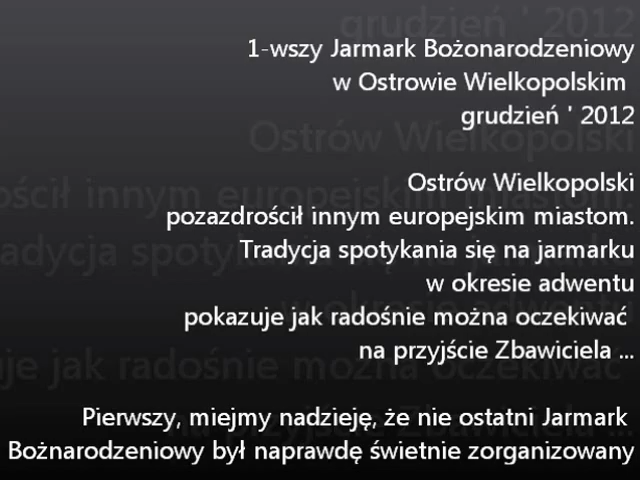 1-wszy Jarmark Bożonarodzeniowy
w Ostrowie Wielkopolskim
grudzień ' 2012
Ostrów Wielkopolski
pozazdrościł innym europejskim miastom.
Tradycja spotykania się na jarmarku
w okresie adwentu
pokazuje jak radośnie można oczekiwać
na przyjście Zbawiciela ...
Pierwszy, miejmy nadzieję, że nie ostatni Jarmark
Bożnarodzeniowy był naprawdę świetnie zorganizowany